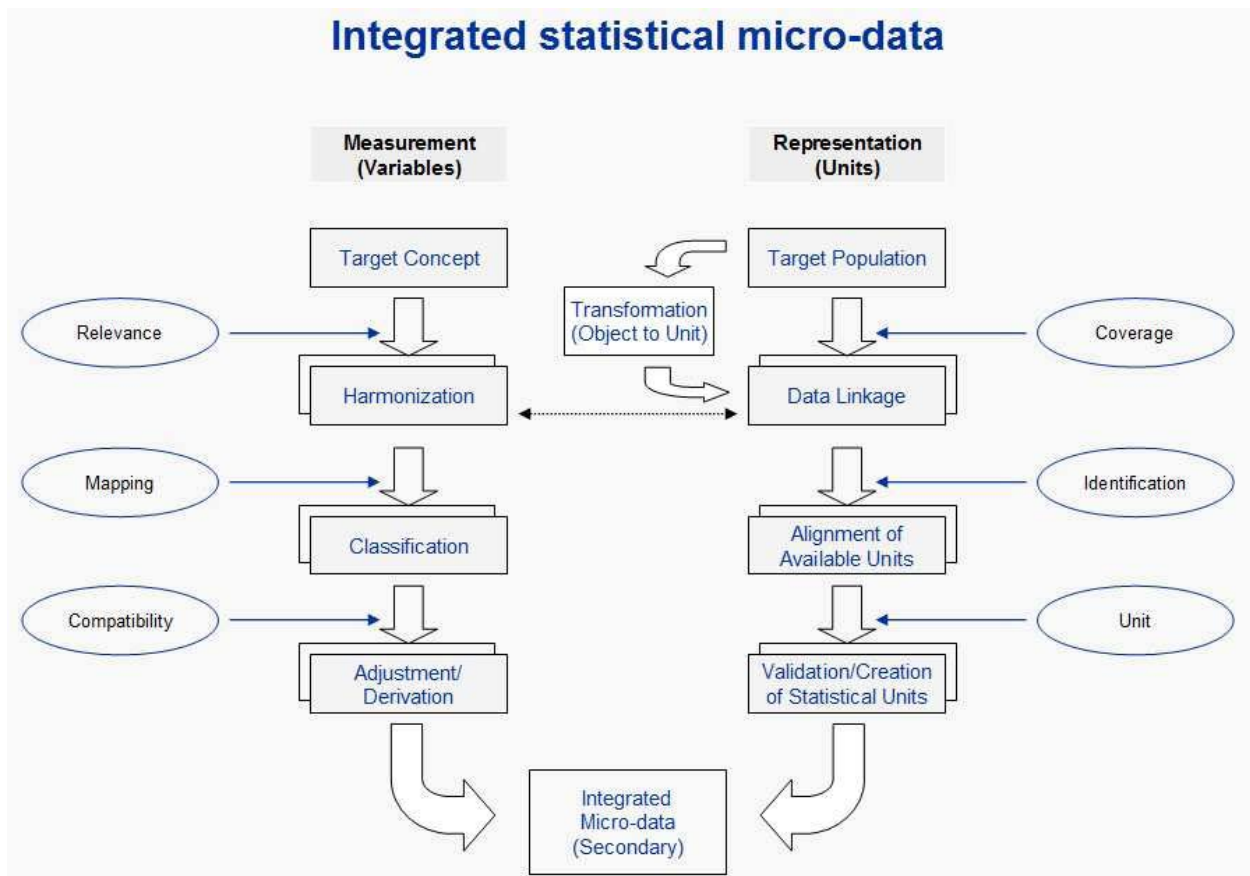 Integrated statistical micro-data
Measurement
(Variables)
Representation
(Units)
Target Concept
Target Population
Transformation
(Object to Unit)
Relevance
Coverage
Harmonization
Data Linkage
Mapping
Identification
Classification
Alignment of
Available Units
Compatibility
Unit
Adjustment/
Derivation
Validation/Creation
of Statistical Units
Integrated
Micro-data
(Secondary)